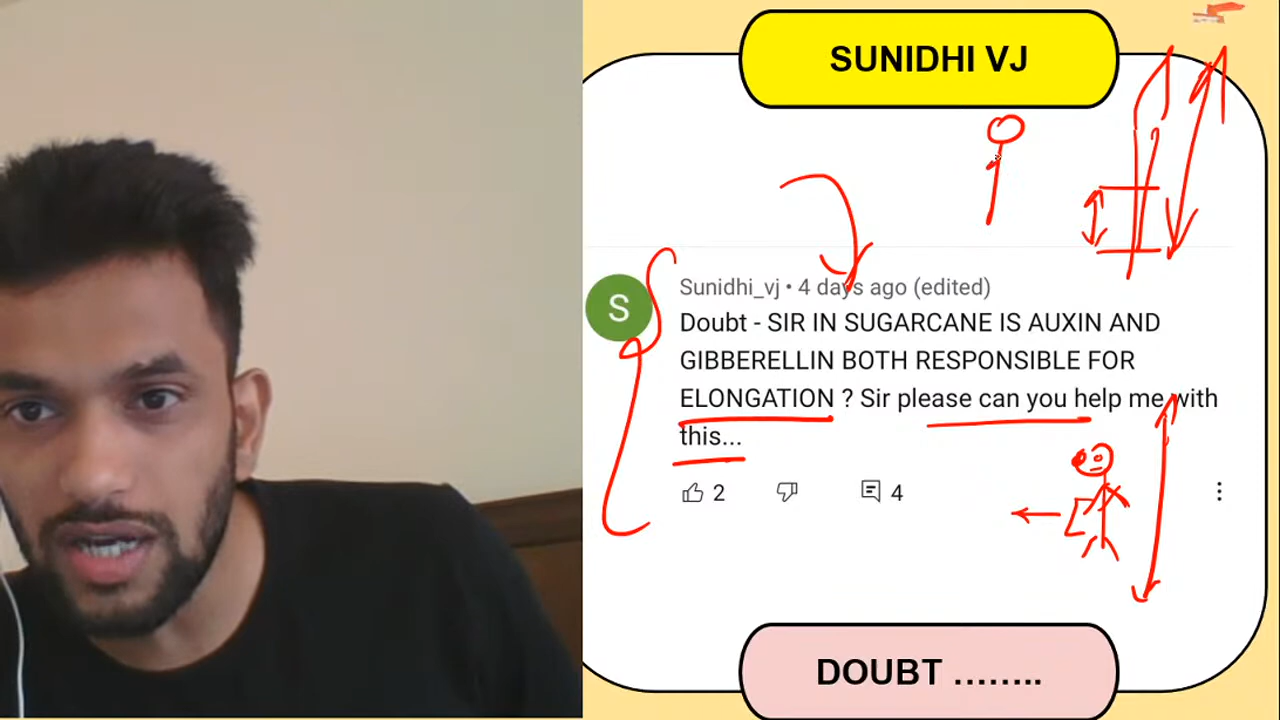 SUNIDHI VJ
S
Sunidhi_vj • 4 days ago (edited)
Doubt - SIR IN SUGARCANE IS AUXIN AND
GIBBERELLIN BOTH RESPONSIBLE FOR
ELONGATION ? Sir please can you help me with
this...
2
4
DOUBT ........